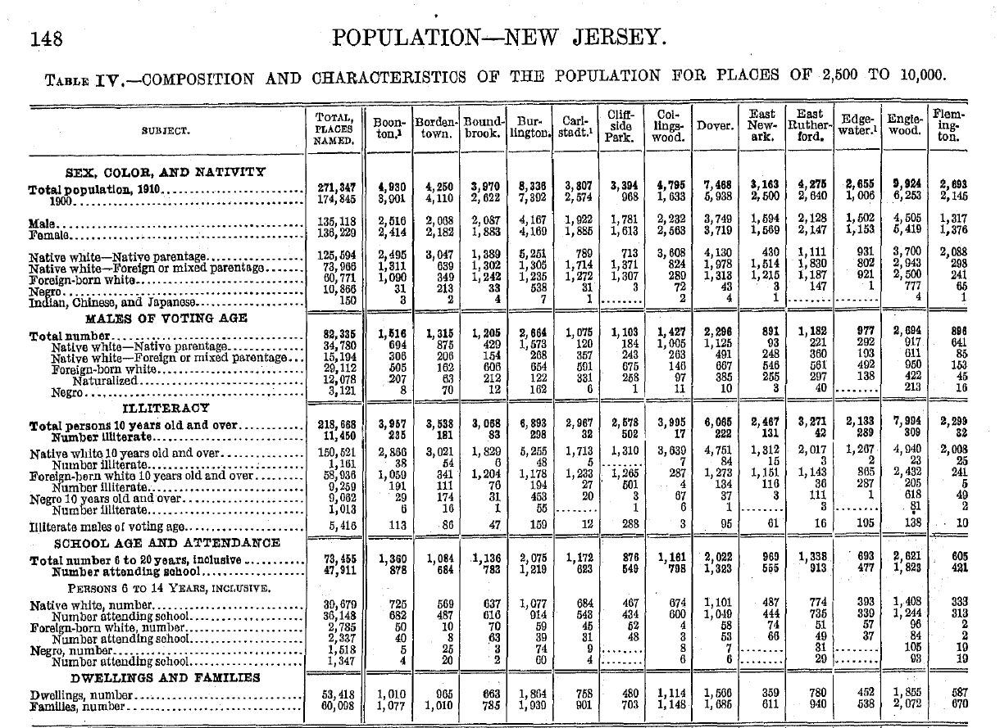 148 POPULATION—NEW JERSEY.
TABLE IV.—COMPOSITION AND CHARACTERISTICS OF THE POPULATION FOR PLACES OF 2,500 TO 10,000.
SUBJECT. TOTAL, PLACES NAMED. Boon-ton.¹ Borden-town. Bound-brook. Bur-lington. Carl-stadt.¹ Cliff-side Park. Col-lings-wood. Dover. East New-ark. East Ruther-ford. Edge-water.¹ Engle-wood. Flem-ing-ton.
SEX, COLOR, AND NATIVITY
Total population, 1910 271,347 4,930 4,250 3,970 8,336 3,807 3,394 4,795 7,468 3,163 4,275 2,655 9,924 2,693
1900 174,845 3,901 4,110 2,622 7,392 2,574 968 1,633 5,938 2,500 2,640 1,006 6,253 2,145
Male 135,118 2,516 2,068 2,087 4,167 1,922 1,781 2,232 3,749 1,594 2,128 1,502 4,505 1,317
Female 136,229 2,414 2,182 1,883 4,169 1,885 1,613 2,563 3,719 1,569 2,147 1,153 5,419 1,376
Native white—Native parentage 125,594 2,495 3,047 1,389 5,251 789 713 3,608 4,130 430 1,111 931 3,700 2,088
Native white—Foreign or mixed parentage 73,966 1,311 639 1,302 1,305 1,714 1,371 824 1,978 1,514 1,830 802 2,943 298
Foreign-born white 60,771 1,090 349 1,242 1,235 1,272 1,307 289 1,313 1,215 1,187 921 2,500 241
Negro 10,866 31 213 33 538 31 3 72 43 3 147 1 777 65
Indian, Chinese, and Japanese 150 3 2 4 7 1 ........ 2 4 1 ........ ........ 4 1
MALES OF VOTING AGE
Total number 82,335 1,516 1,315 1,205 2,664 1,075 1,103 1,427 2,296 891 1,182 977 2,694 896
Native white—Native parentage 34,780 694 875 429 1,573 120 184 1,005 1,125 93 221 292 917 641
Native white—Foreign or mixed parentage 15,194 306 206 154 268 357 243 263 491 248 360 193 611 85
Foreign-born white 29,112 505 162 606 654 591 675 146 667 546 561 492 950 153
Naturalized 12,078 207 63 212 122 331 258 97 385 255 297 138 422 45
Negro 3,121 8 70 12 162 6 1 11 10 3 40 ........ 213 16
ILLITERACY
Total persons 10 years old and over 218,668 3,957 3,538 3,068 6,893 2,967 2,578 3,995 6,065 2,467 3,271 2,133 7,994 2,299
Number illiterate 11,450 235 181 83 298 32 502 17 222 131 42 289 309 32
Native white 10 years old and over 150,521 2,866 3,021 1,829 5,255 1,713 1,310 3,639 4,751 1,312 2,017 1,267 4,940 2,008
Number illiterate 1,161 38 54 6 48 5 ........ 7 84 15 3 2 23 25
Foreign-born white 10 years old and over 58,936 1,059 341 1,204 1,178 1,233 1,265 287 1,273 1,151 1,143 865 2,432 241
Number illiterate 9,259 191 111 76 194 27 501 4 134 116 36 287 205 5
Negro 10 years old and over 9,062 29 174 31 453 20 3 67 37 3 111 1 618 49
Number illiterate 1,013 6 16 1 55 ........ 1 6 1 ........ 3 ........ 81 2
Illiterate males of voting age 5,416 113 86 47 159 12 288 3 95 61 16 195 138 10
SCHOOL AGE AND ATTENDANCE
Total number 6 to 20 years, inclusive 73,455 1,360 1,084 1,136 2,075 1,172 876 1,161 2,022 969 1,338 693 2,621 605
Number attending school 47,911 878 684 783 1,219 623 549 798 1,323 555 913 477 1,823 421
PERSONS 6 TO 14 YEARS, INCLUSIVE.
Native white, number 39,679 725 569 637 1,077 684 467 674 1,101 487 774 393 1,408 333
Number attending school 36,148 682 487 616 914 543 434 600 1,049 444 735 339 1,244 313
Foreign-born white, number 2,785 50 10 70 59 45 52 4 58 74 51 57 96 2
Number attending school 2,337 40 8 63 39 31 48 3 53 66 49 37 84 2
Negro, number 1,518 5 25 3 74 9 ........ 8 7 ........ 31 ........ 105 19
Number attending school 1,347 4 20 2 60 4 ........ 6 6 ........ 29 ........ 93 19
DWELLINGS AND FAMILIES
Dwellings, number 53,418 1,010 965 663 1,864 758 480 1,114 1,566 359 780 452 1,855 587
Families, number 60,098 1,077 1,010 785 1,939 901 703 1,148 1,685 611 940 538 2,072 670